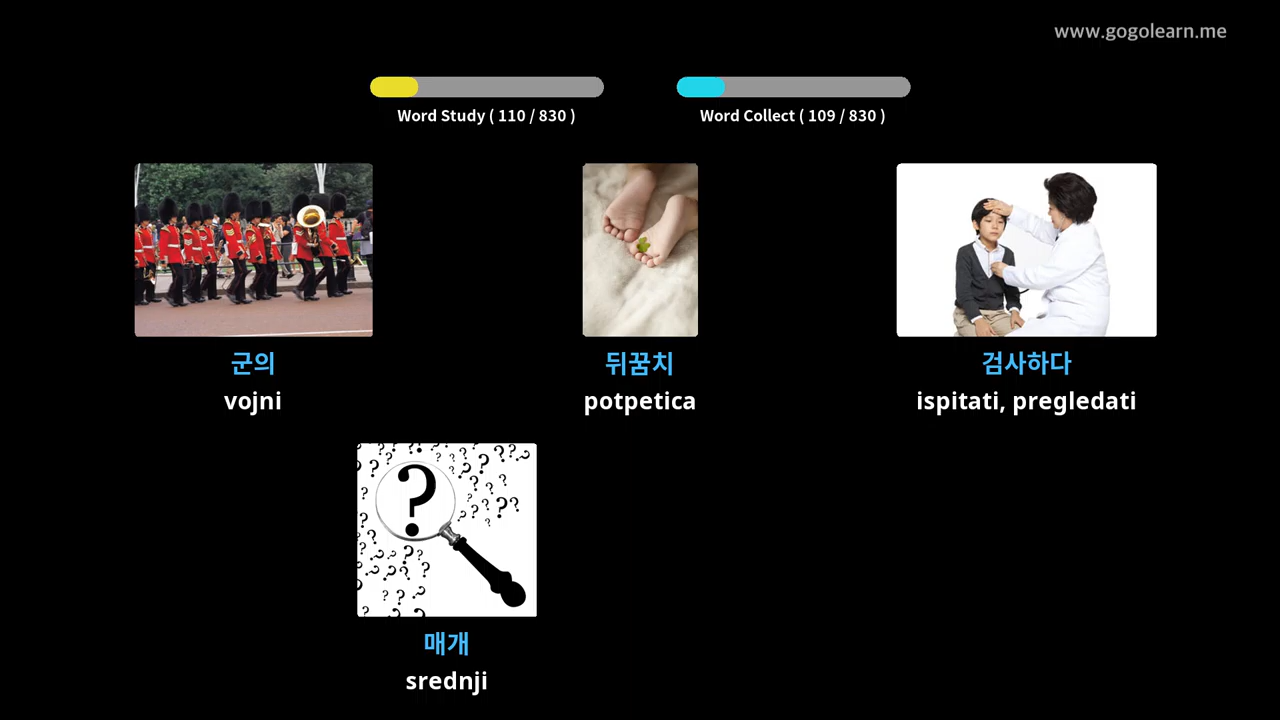 www.gogolearn.me
Word Study ( 110 / 830 )
Word Collect ( 109 / 830 )
군의
vojni
뒤꿈치
potpetica
검사하다
ispitati, pregledati
매개
srednji